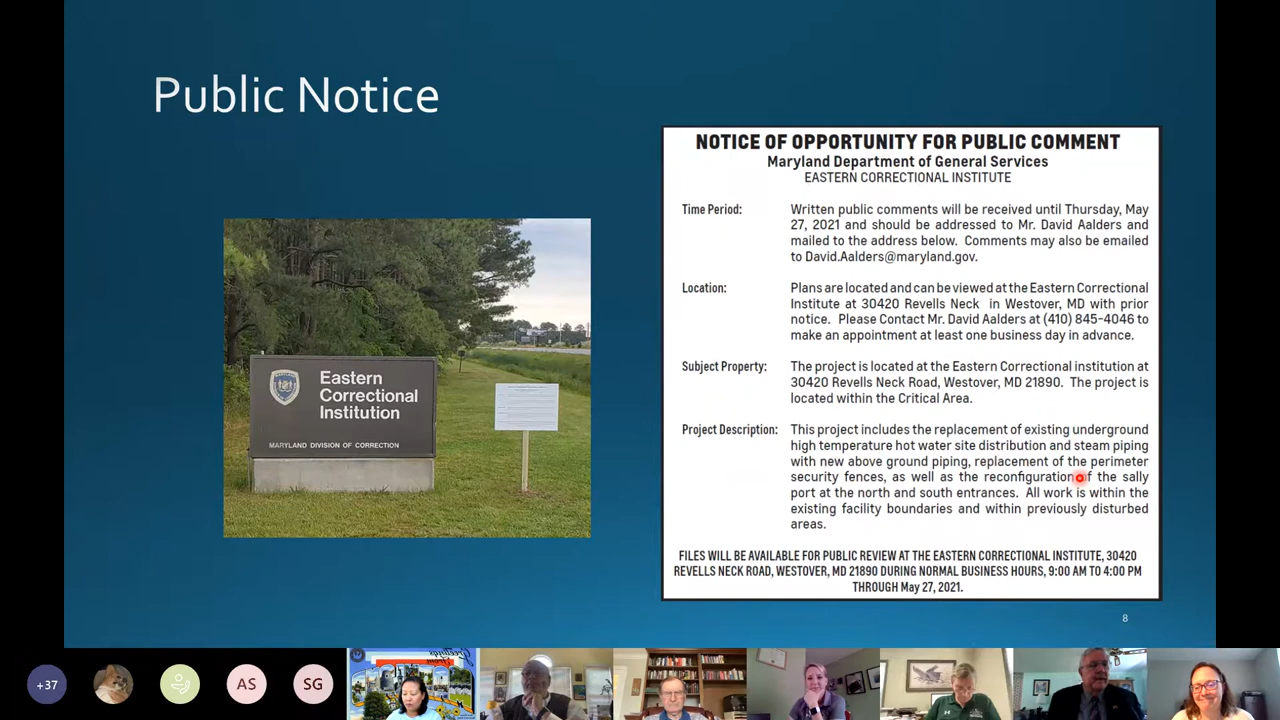 Public Notice
NOTICE OF OPPORTUNITY FOR PUBLIC COMMENT
Maryland Department of General Services
EASTERN CORRECTIONAL INSTITUTE
Time Period: Written public comments will be received until Thursday, May
27, 2021 and should be addressed to Mr. David Aalders and
mailed to the address below. Comments may also be emailed
to David.Aalders@maryland.gov.
Location: Plans are located and can be viewed at the Eastern Correctional
Institute at 30420 Revells Neck in Westover, MD with prior
notice. Please Contact Mr. David Aalders at (410) 845-4046 to
make an appointment at least one business day in advance.
Subject Property: The project is located at the Eastern Correctional institution at
30420 Revells Neck Road, Westover, MD 21890. The project is
located within the Critical Area.
Project Description: This project includes the replacement of existing underground
high temperature hot water site distribution and steam piping
with new above ground piping, replacement of the perimeter
security fences, as well as the reconfiguration of the sally
port at the north and south entrances. All work is within the
existing facility boundaries and within previously disturbed
areas.
FILES WILL BE AVAILABLE FOR PUBLIC REVIEW AT THE EASTERN CORRECTIONAL INSTITUTE, 30420
REVELLS NECK ROAD, WESTOVER, MD 21890 DURING NORMAL BUSINESS HOURS, 9:00 AM TO 4:00 PM
THROUGH May 27, 2021.
Eastern
Correctional
Institution
MARYLAND DIVISION OF CORRECTION
8
+37
AS
SG
Greetings
From